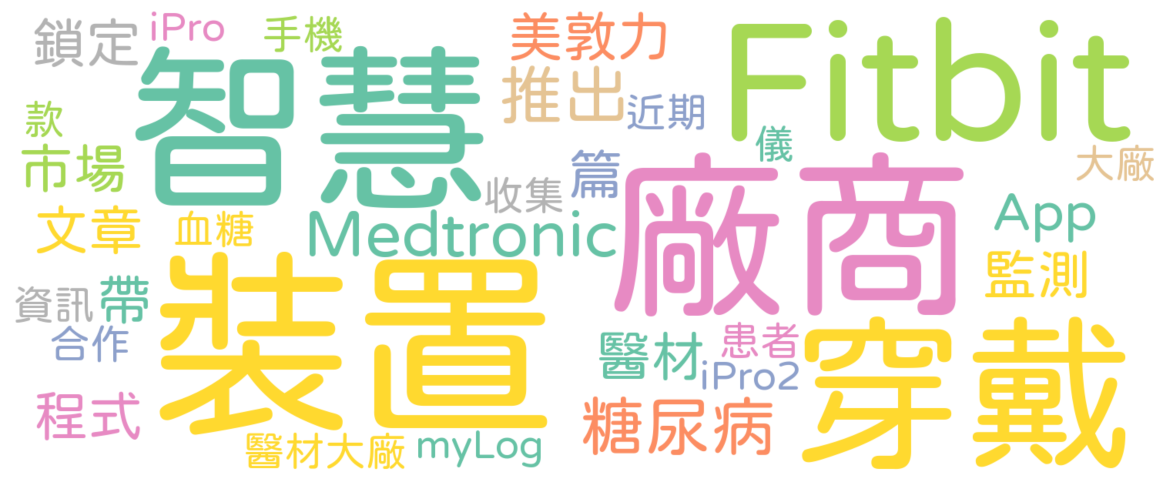 鎖定
iPro
手機
美敦力
Fitbit
智慧
推出
近期
款
儀
市場
大廠
篇
收集
廠商
文章
血糖
Medtronic
App
裝置
監測
資訊
帶
合作
穿戴
醫材
患者
iPro2
程式
糖尿病
醫材大廠
myLog